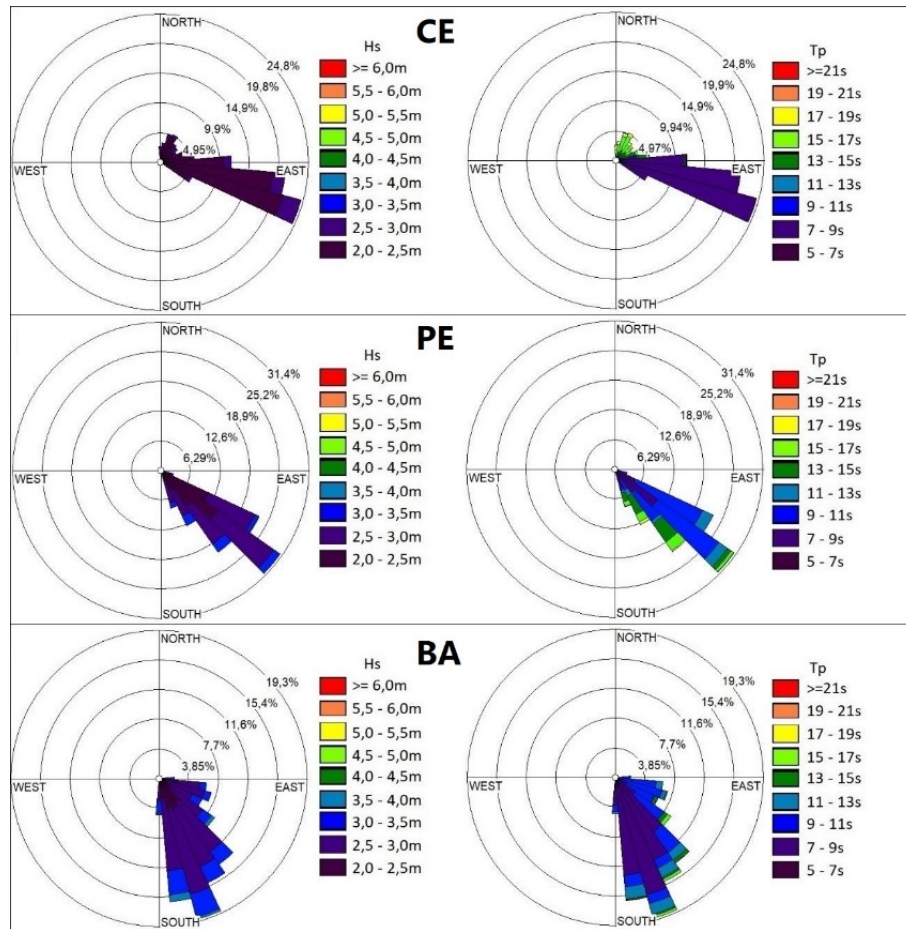 CE
NORTH
24,8%
19,8%
14,9%
9,9%
4,95%
WEST
EAST
SOUTH
Hs
>= 6,0m
5,5 - 6,0m
5,0 - 5,5m
4,5 - 5,0m
4,0 - 4,5m
3,5 - 4,0m
3,0 - 3,5m
2,5 - 3,0m
2,0 - 2,5m
NORTH
24,8%
19,9%
14,9%
9,94%
4,97%
WEST
EAST
SOUTH
Tp
>=21s
19 - 21s
17 - 19s
15 - 17s
13 - 15s
11 - 13s
9 - 11s
7 - 9s
5 - 7s
PE
NORTH
31,4%
25,2%
18,9%
12,6%
6,29%
WEST
EAST
SOUTH
Hs
>= 6,0m
5,5 - 6,0m
5,0 - 5,5m
4,5 - 5,0m
4,0 - 4,5m
3,5 - 4,0m
3,0 - 3,5m
2,5 - 3,0m
2,0 - 2,5m
NORTH
31,4%
25,2%
18,9%
12,6%
6,29%
WEST
EAST
SOUTH
Tp
>=21s
19 - 21s
17 - 19s
15 - 17s
13 - 15s
11 - 13s
9 - 11s
7 - 9s
5 - 7s
BA
NORTH
19,3%
15,4%
11,6%
7,7%
3,85%
WEST
EAST
SOUTH
Hs
>= 6,0m
5,5 - 6,0m
5,0 - 5,5m
4,5 - 5,0m
4,0 - 4,5m
3,5 - 4,0m
3,0 - 3,5m
2,5 - 3,0m
2,0 - 2,5m
NORTH
19,3%
15,4%
11,6%
7,7%
3,85%
WEST
EAST
SOUTH
Tp
>=21s
19 - 21s
17 - 19s
15 - 17s
13 - 15s
11 - 13s
9 - 11s
7 - 9s
5 - 7s